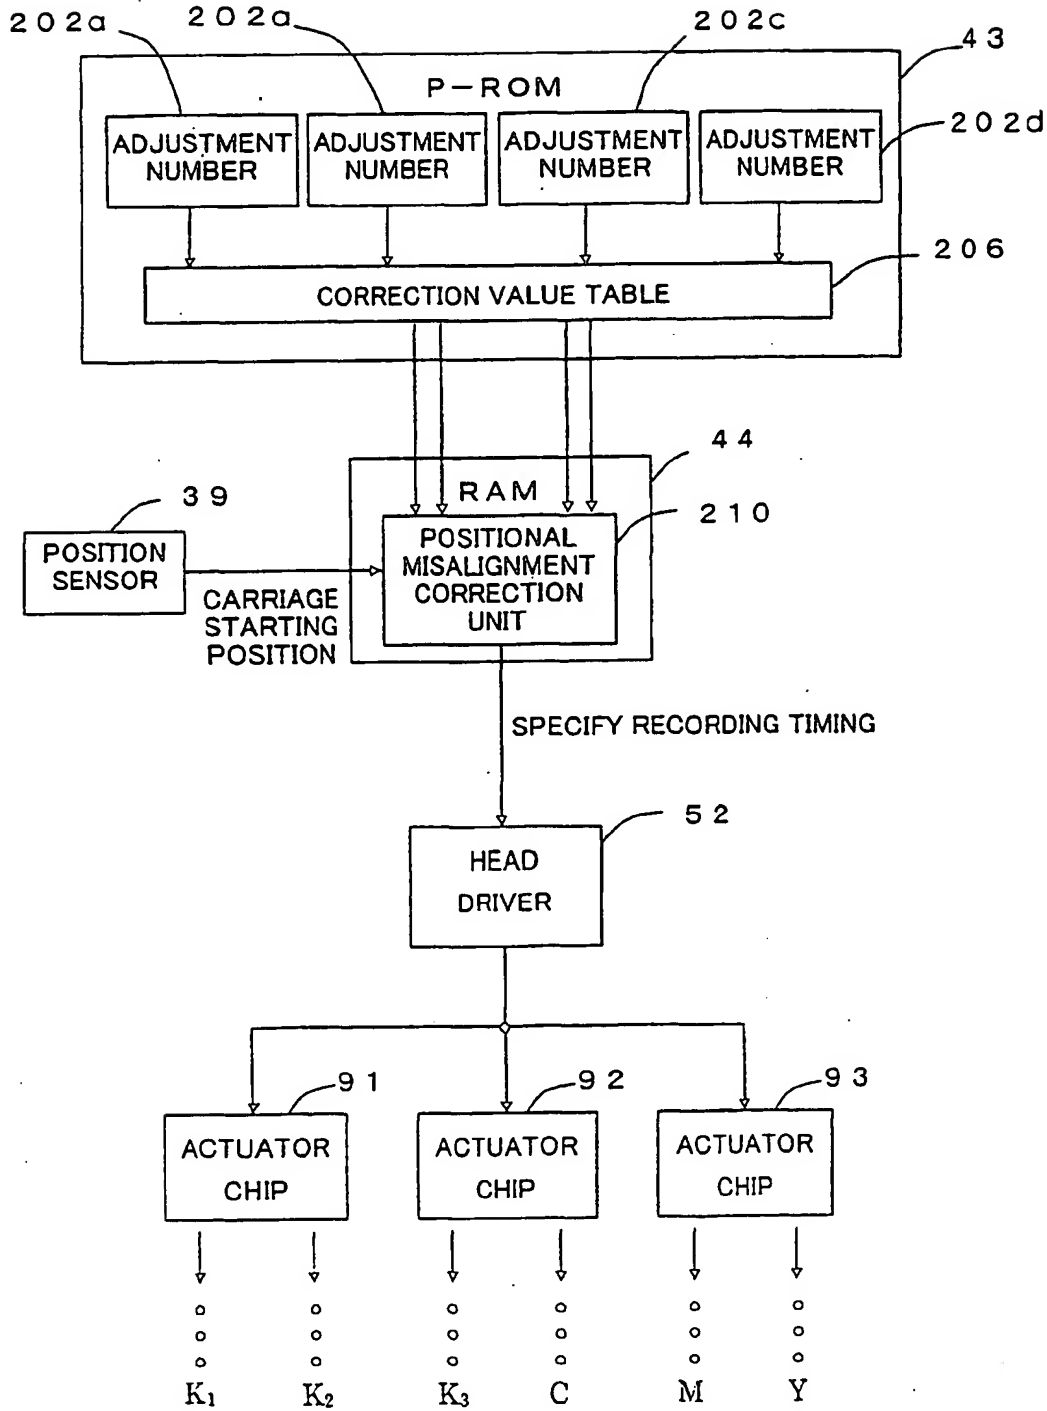 202a
202a
202c
43
P-ROM
ADJUSTMENT
NUMBER
ADJUSTMENT
NUMBER
ADJUSTMENT
NUMBER
ADJUSTMENT
NUMBER
202d
206
CORRECTION VALUE TABLE
44
RAM
39
210
POSITION
SENSOR
POSITIONAL
MISALIGNMENT
CORRECTION
UNIT
CARRIAGE
STARTING
POSITION
SPECIFY RECORDING TIMING
52
HEAD
DRIVER
91
92
93
ACTUATOR
CHIP
ACTUATOR
CHIP
ACTUATOR
CHIP
K1
K2
K3
C
M
Y